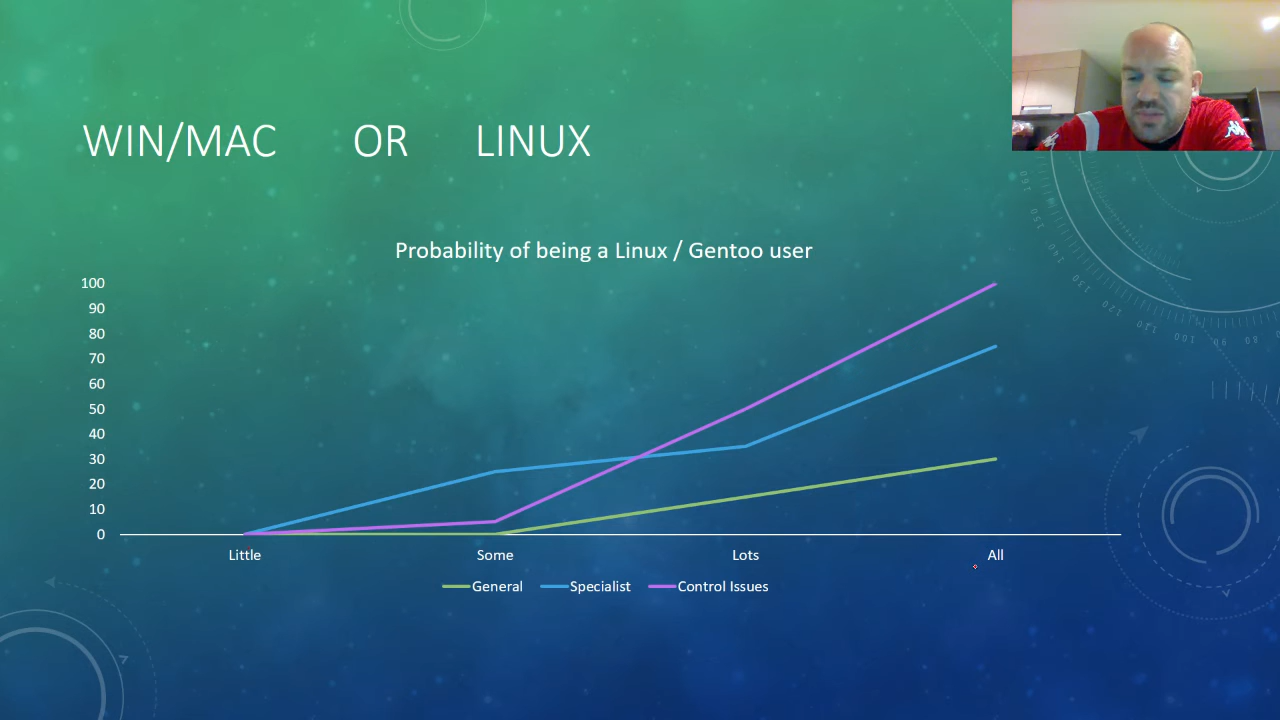 WIN/MAC OR LINUX
Probability of being a Linux / Gentoo user
100
90
80
70
60
50
40
30
20
10
0
Little Some Lots All
General Specialist Control Issues